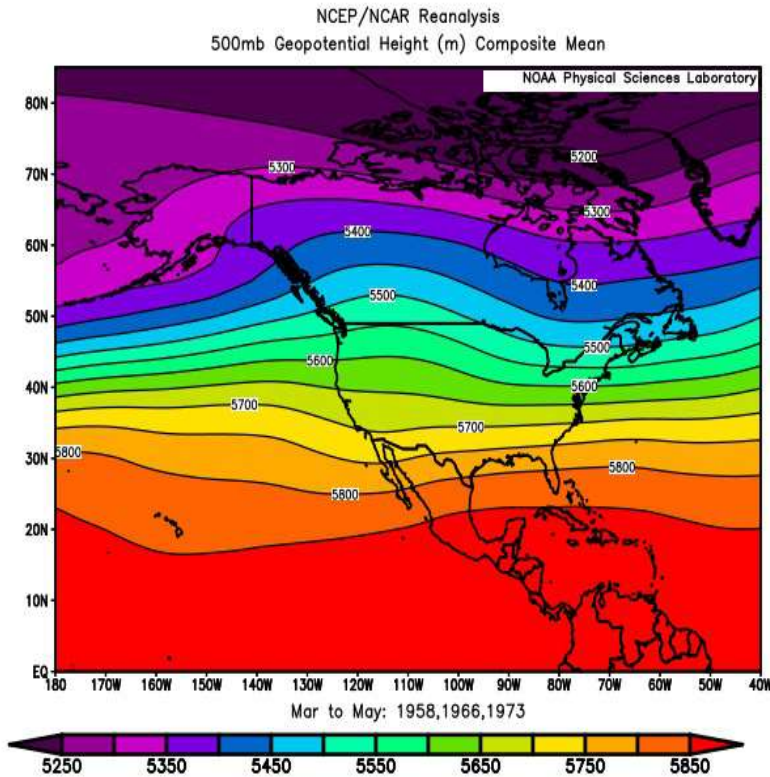 NCEP/NCAR Reanalysis
500mb Geopotential Height (m) Composite Mean
NOAA Physical Sciences Laboratory
80N
5200
70N
5300
5300
60N
5400
5400
5500
50N
5500
5600
5600
40N
5700
5700
30N
5800
5800
5800
20N
10N
EQ
180 170W 160W 150W 140W 130W 120W 110W 100W 90W 80W 70W 60W 50W 40W
Mar to May: 1958,1966,1973
5250 5350 5450 5550 5650 5750 5850